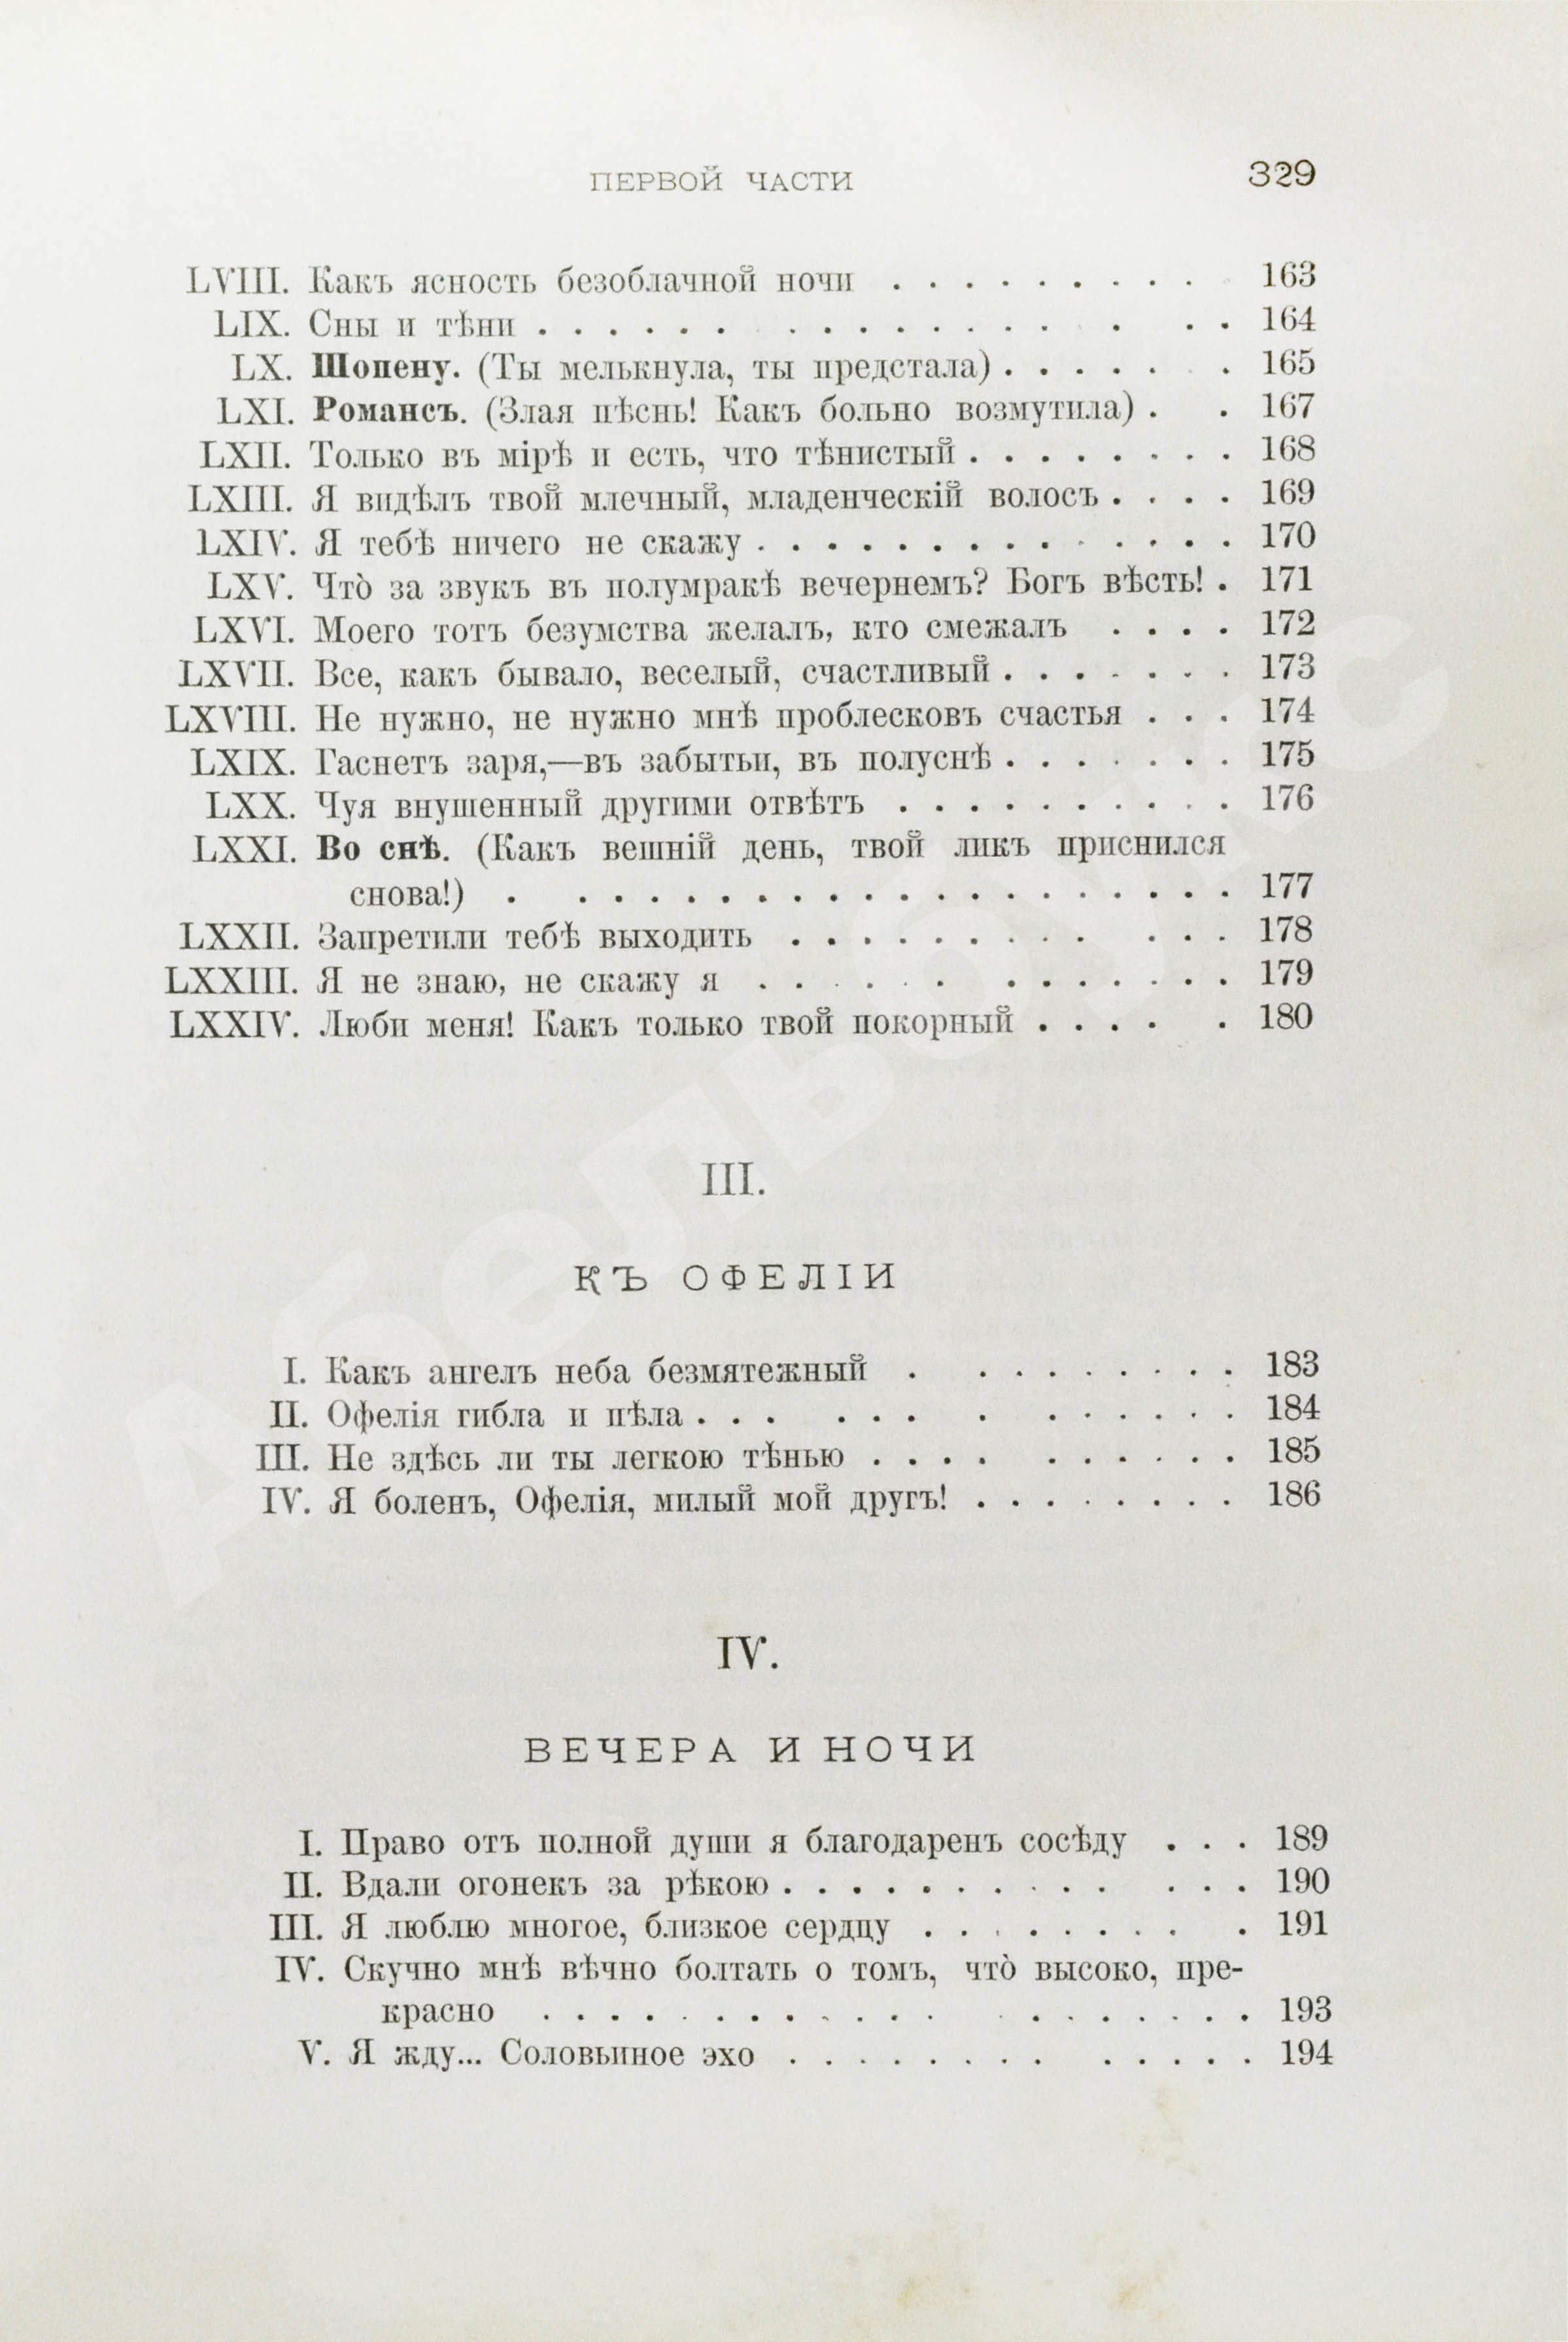 ПЕРВОЙ ЧАСТИ 329
LVIII. Какъ ясность безоблачной ночи . . . . . . . . . . 163
LIX. Сны и тѣни . . . . . . . . . . . . . . . . 164
LX. Шопену. (Ты мелькнула, ты предстала) . . . . . . . 165
LXI. Романсъ. (Злая пѣснь! Какъ больно возмутила) . . 167
LXII. Только въ мірѣ и есть, что тѣнистый . . . . . . . . 168
LXIII. Я видѣлъ твой млечный, младенческій волосъ . . . . 169
LXIV. Я тебѣ ничего не скажу . . . . . . . . . . . . . . 170
LXV. Что̀ за звукъ въ полумракѣ вечернемъ? Богъ вѣсть! . 171
LXVI. Моего тотъ безумства желалъ, кто смежалъ . . . . 172
LXVII. Все, какъ бывало, веселый, счастливый . . . . . . . 173
LXVIII. Не нужно, не нужно мнѣ проблесковъ счастья . . . 174
LXIX. Гаснетъ заря,—въ забытьи, въ полуснѣ . . . . . . . 175
LXX. Чуя внушенный другими отвѣтъ . . . . . . . . . . 176
LXXI. Во снѣ. (Какъ вешній день, твой ликъ приснился
снова!) . . . . . . . . . . . . . . . . . . . . 177
LXXII. Запретили тебѣ выходить . . . . . . . . . . . . 178
LXXIII. Я не знаю, не скажу я . . . . . . . . . . . . . 179
LXXIV. Люби меня! Какъ только твой покорный . . . . . 180
III.
КЪ ОФЕЛІИ
I. Какъ ангелъ неба безмятежный . . . . . . . . . 183
II. Офелія гибла и пѣла . . . . . . . . . . . . . 184
III. Не здѣсь ли ты легкою тѣнью . . . . . . . . . . 185
IV. Я боленъ, Офелія, милый мой другъ! . . . . . . . . 186
IV.
ВЕЧЕРА И НОЧИ
I. Право отъ полной души я благодаренъ сосѣду . . . 189
II. Вдали огонекъ за рѣкою . . . . . . . . . . . . . 190
III. Я люблю многое, близкое сердцу . . . . . . . . . 191
IV. Скучно мнѣ вѣчно болтать о томъ, что̀ высоко, пре-
красно . . . . . . . . . . . . . . . . . . . 193
V. Я жду... Соловьиное эхо . . . . . . . . . . . . . 194